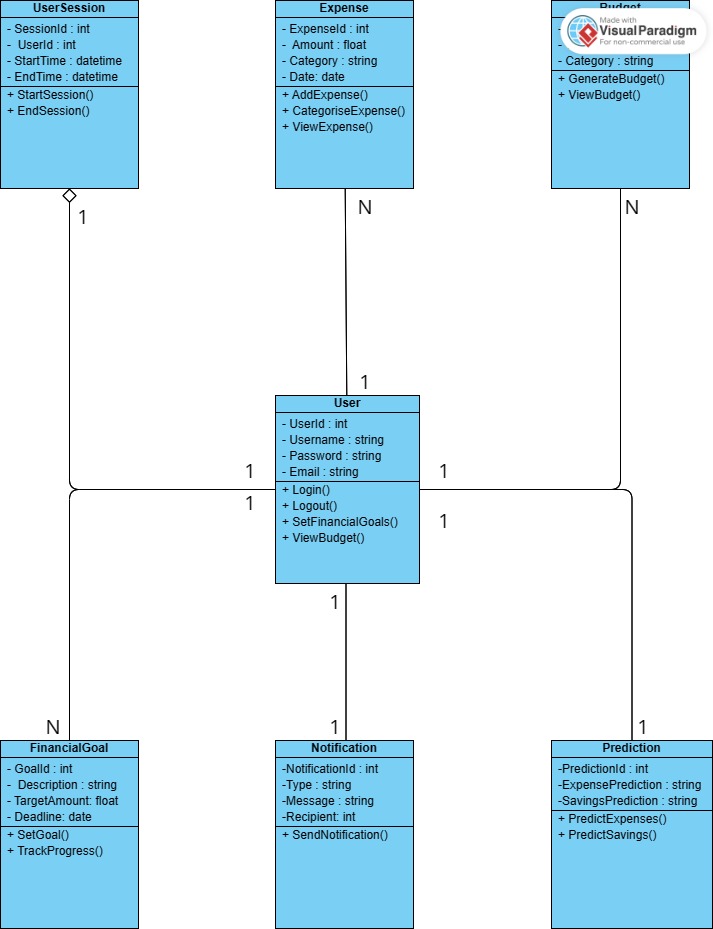 UserSession
- SessionId : int
- UserId : int
- StartTime : datetime
- EndTime : datetime
+ StartSession()
+ EndSession()
1
Expense
- ExpenseId : int
- Amount : float
- Category : string
- Date: date
+ AddExpense()
+ CategoriseExpense()
+ ViewExpense()
N
Budget
Made with
VisualParadigm
For non-commercial use
- Category : string
+ GenerateBudget()
+ ViewBudget()
N
1
User
- UserId : int
- Username : string
- Password : string
- Email : string
+ Login()
+ Logout()
+ SetFinancialGoals()
+ ViewBudget()
1
1
1
1
1
N
FinancialGoal
- GoalId : int
- Description : string
- TargetAmount: float
- Deadline: date
+ SetGoal()
+ TrackProgress()
1
Notification
-NotificationId : int
-Type : string
-Message : string
-Recipient: int
+ SendNotification()
1
Prediction
-PredictionId : int
-ExpensePrediction : string
-SavingsPrediction : string
+ PredictExpenses()
+ PredictSavings()